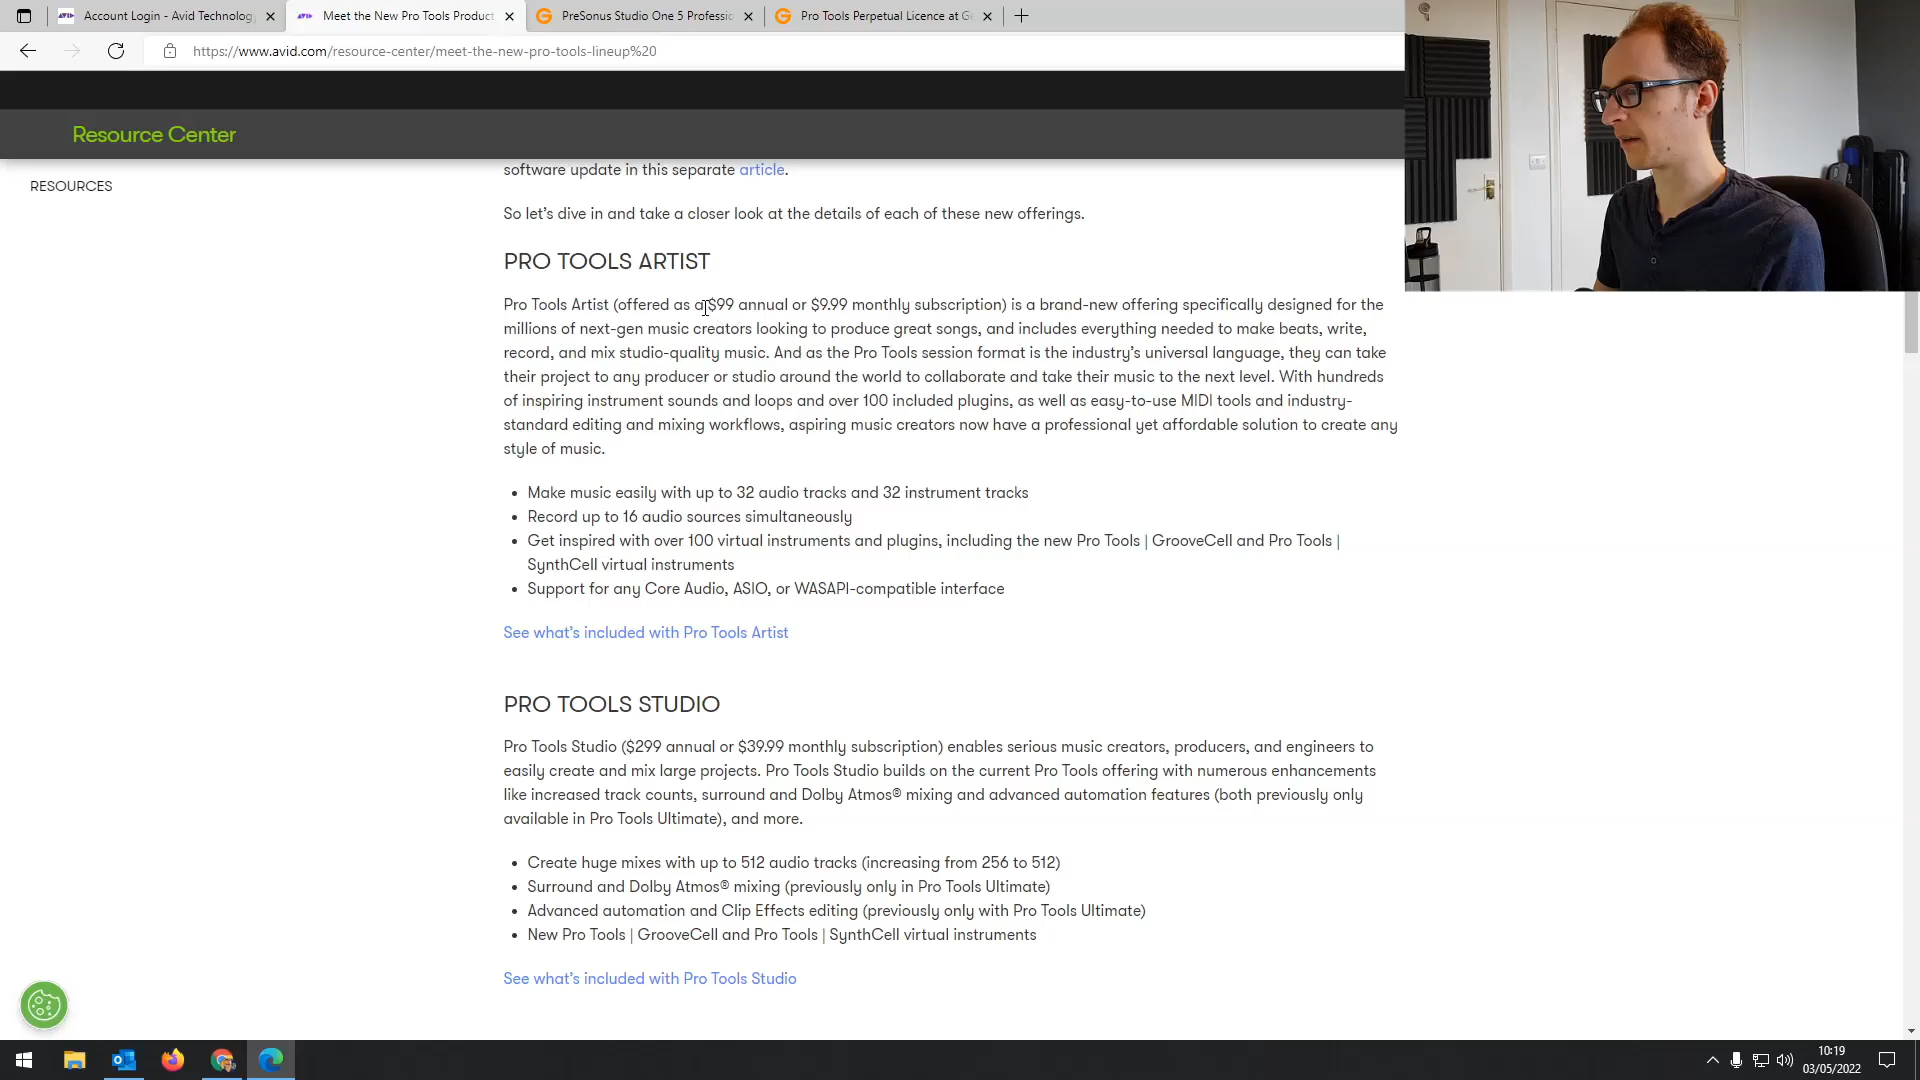 Account Login - Avid Technology
Meet the New Pro Tools Product
PreSonus Studio One 5 Professio
Pro Tools Perpetual Licence at Ge
https://www.avid.com/resource-center/meet-the-new-pro-tools-lineup%20
Resource Center
RESOURCES
software update in this separate article.
So let's dive in and take a closer look at the details of each of these new offerings.
PRO TOOLS ARTIST
Pro Tools Artist (offered as a $99 annual or $9.99 monthly subscription) is a brand-new offering specifically designed for the
millions of next-gen music creators looking to produce great songs, and includes everything needed to make beats, write,
record, and mix studio-quality music. And as the Pro Tools session format is the industry's universal language, they can take
their project to any producer or studio around the world to collaborate and take their music to the next level. With hundreds
of inspiring instrument sounds and loops and over 100 included plugins, as well as easy-to-use MIDI tools and industry-
standard editing and mixing workflows, aspiring music creators now have a professional yet affordable solution to create any
style of music.
• Make music easily with up to 32 audio tracks and 32 instrument tracks
• Record up to 16 audio sources simultaneously
• Get inspired with over 100 virtual instruments and plugins, including the new Pro Tools | GrooveCell and Pro Tools |
SynthCell virtual instruments
• Support for any Core Audio, ASIO, or WASAPI-compatible interface
See what's included with Pro Tools Artist
PRO TOOLS STUDIO
Pro Tools Studio ($299 annual or $39.99 monthly subscription) enables serious music creators, producers, and engineers to
easily create and mix large projects. Pro Tools Studio builds on the current Pro Tools offering with numerous enhancements
like increased track counts, surround and Dolby Atmos® mixing and advanced automation features (both previously only
available in Pro Tools Ultimate), and more.
• Create huge mixes with up to 512 audio tracks (increasing from 256 to 512)
• Surround and Dolby Atmos® mixing (previously only in Pro Tools Ultimate)
• Advanced automation and Clip Effects editing (previously only with Pro Tools Ultimate)
• New Pro Tools | GrooveCell and Pro Tools | SynthCell virtual instruments
See what's included with Pro Tools Studio
10:19
03/05/2022